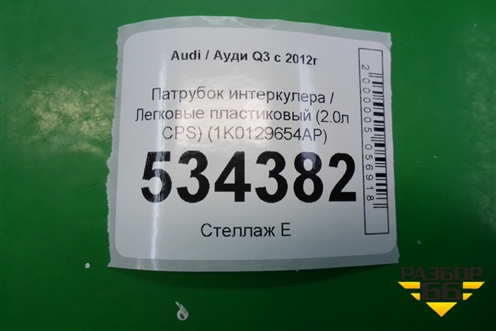 Audi / Ауди Q3 с 2012г
Патрубок интеркулера /
Легковые пластиковый (2.0л
CPS) (1K0129654AP)
534382
Стеллаж Е
2000005056918
РАЗБОР
66